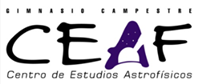 GIMNASIO CAMPESTRE
CEAF
Centro de Estudios Astrofísicos